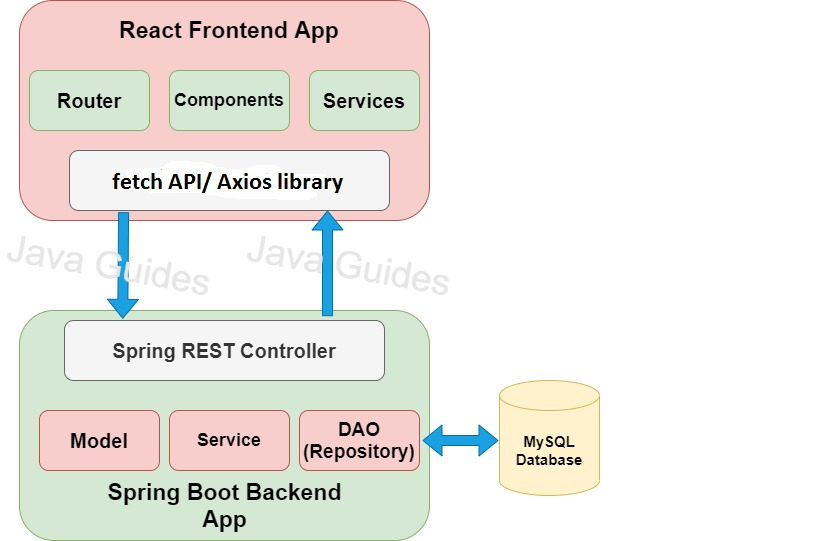 React Frontend App
Router
Components
Services
fetch API/ Axios library
Java Guides
Java Guides
Spring REST Controller
Model
Service
DAO
(Repository)
MySQL
Database
Spring Boot Backend
App